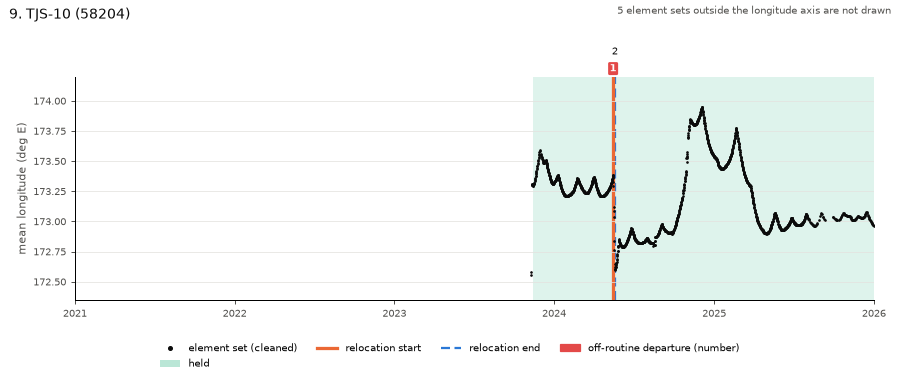 9. TJS-10 (58204)
5 element sets outside the longitude axis are not drawn
2
1
mean longitude (deg E)
174.00
173.75
173.50
173.25
173.00
172.75
172.50
2021
2022
2023
2024
2025
2026
element set (cleaned)
relocation start
relocation end
off-routine departure (number)
held